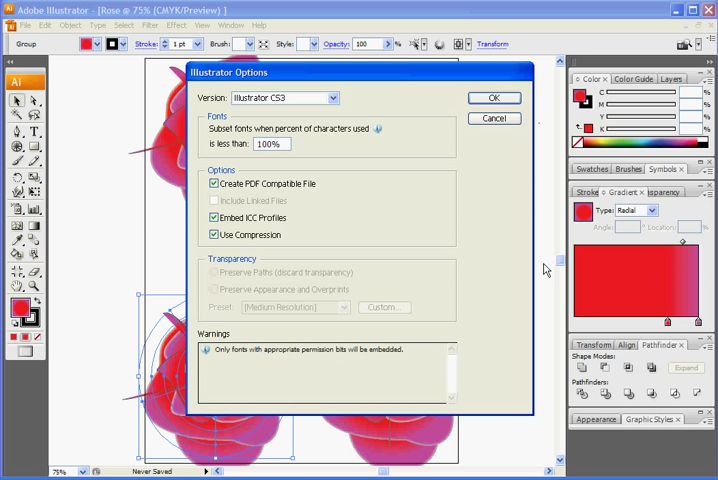 Adobe Illustrator - [Rose @ 75% (CMYK/Preview) ]
File Edit Object Type Select Filter Effect View Window Help
Group
Stroke:
1 pt
Brush:
Style:
Opacity:
100
%
Transform
Ai
Illustrator Options
Version:
Illustrator CS3
OK
Cancel
Fonts
Subset fonts when percent of characters used
is less than:
100%
Options
Create PDF Compatible File
Include Linked Files
Embed ICC Profiles
Use Compression
Transparency
Preserve Paths (discard transparency)
Preserve Appearance and Overprints
Preset:
[Medium Resolution]
Custom...
Warnings
Only fonts with appropriate permission bits will be embedded.
Color × Color Guide Layers
C
%
M
%
Y
%
K
%
Swatches Brushes Symbols ×
Stroke Gradient × nsparency
Type:
Radial
Angle:
Location:
%
Transform Align Pathfinder ×
Shape Modes:
Expand
Pathfinders:
Appearance Graphic Styles ×
75%
Never Saved